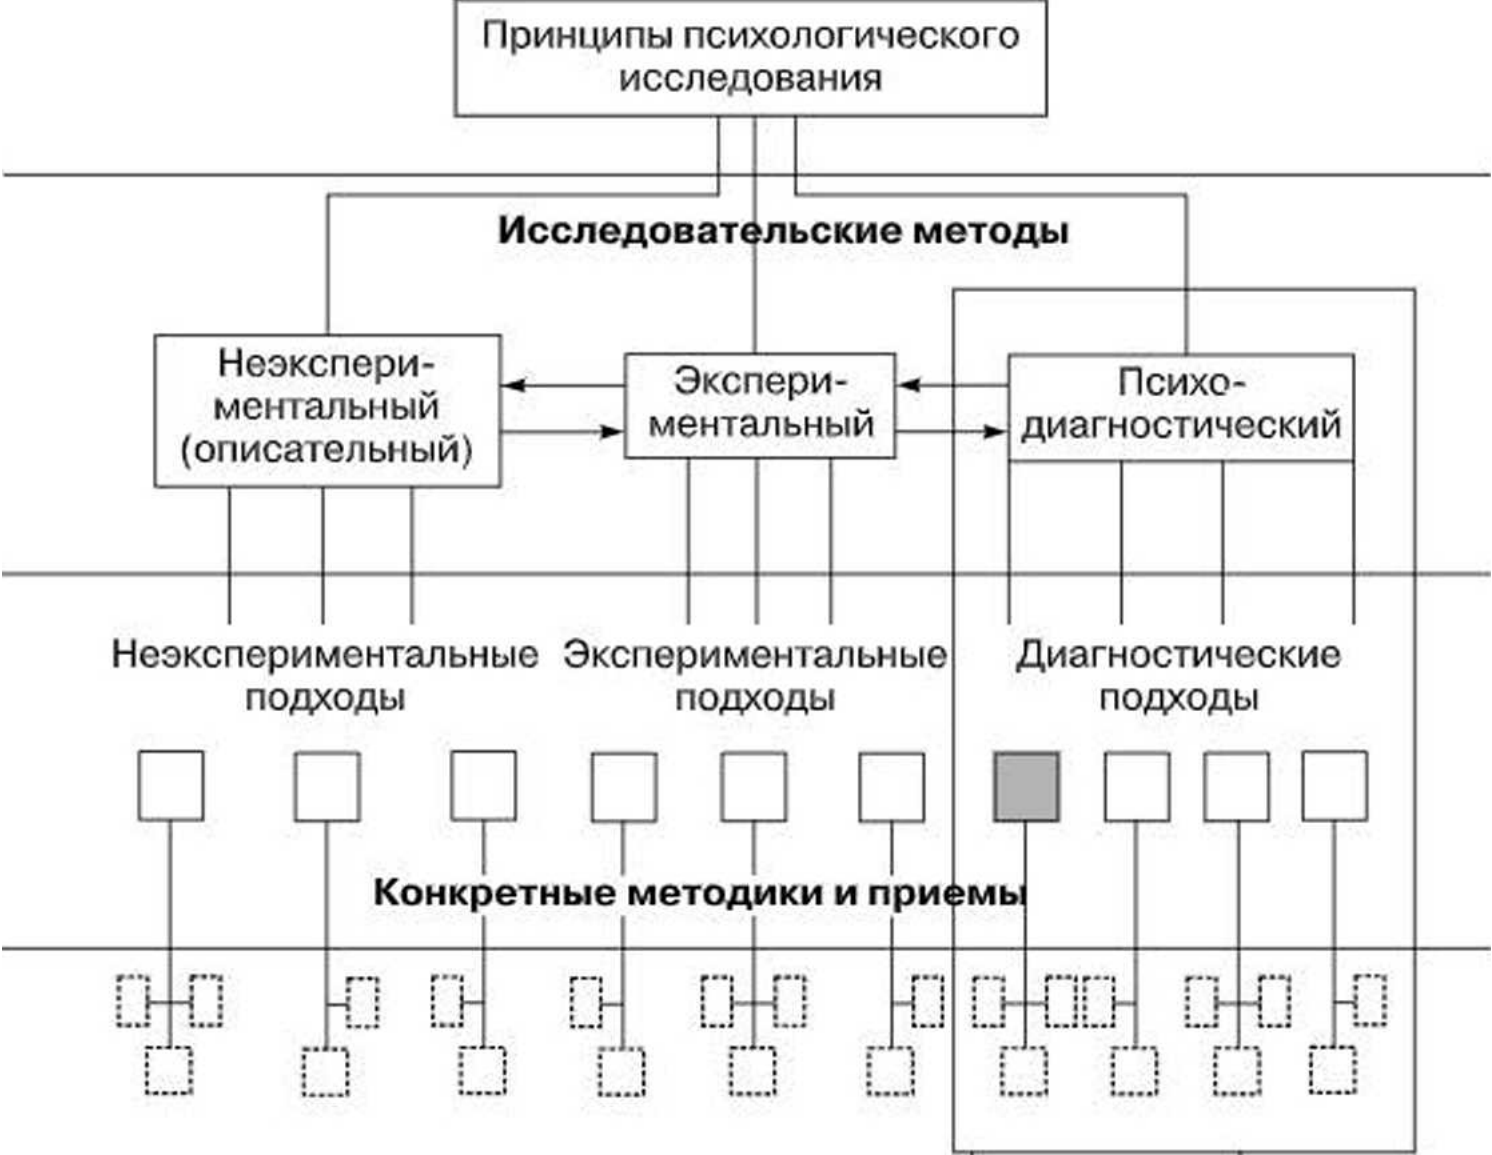 Принципы психологического
исследования
Исследовательские методы
Неэкспери-
ментальный
(описательный)
Экспери-
ментальный
Психо-
диагностический
Неэкспериментальные
подходы
Экспериментальные
подходы
Диагностические
подходы
Конкретные методики и приемы